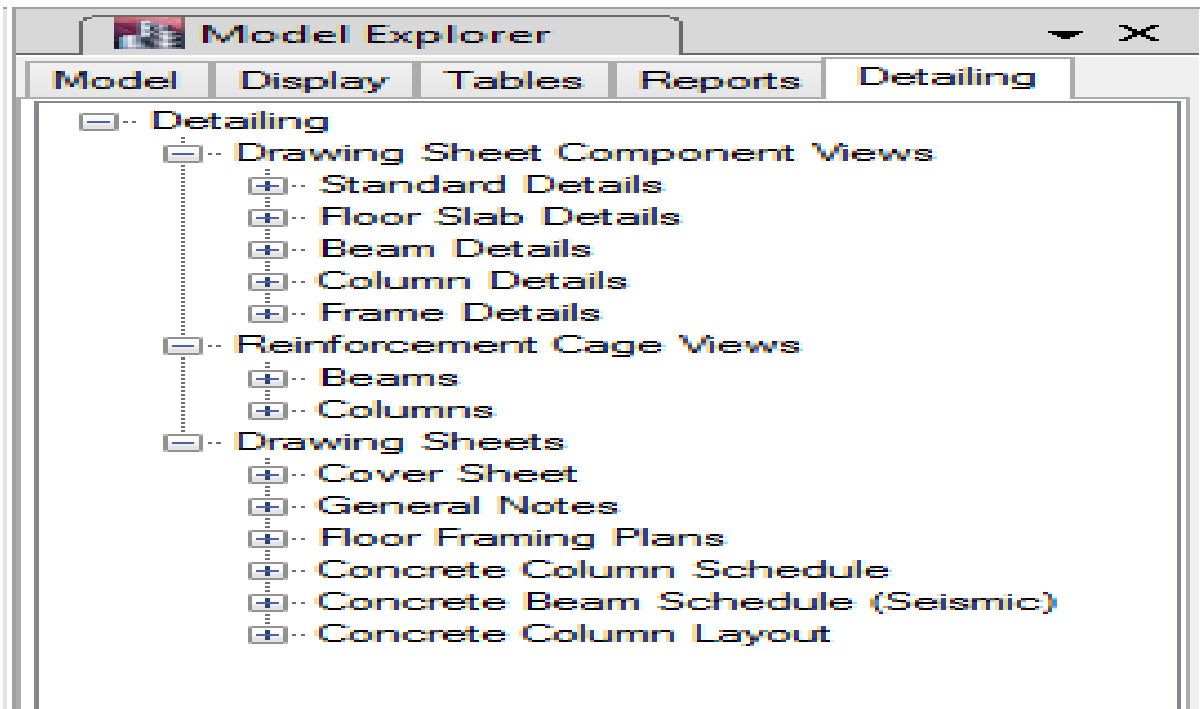 Model Explorer
Model Display Tables Reports Detailing
Detailing
Drawing Sheet Component Views
Standard Details
Floor Slab Details
Beam Details
Column Details
Frame Details
Reinforcement Cage Views
Beams
Columns
Drawing Sheets
Cover Sheet
General Notes
Floor Framing Plans
Concrete Column Schedule
Concrete Beam Schedule (Seismic)
Concrete Column Layout